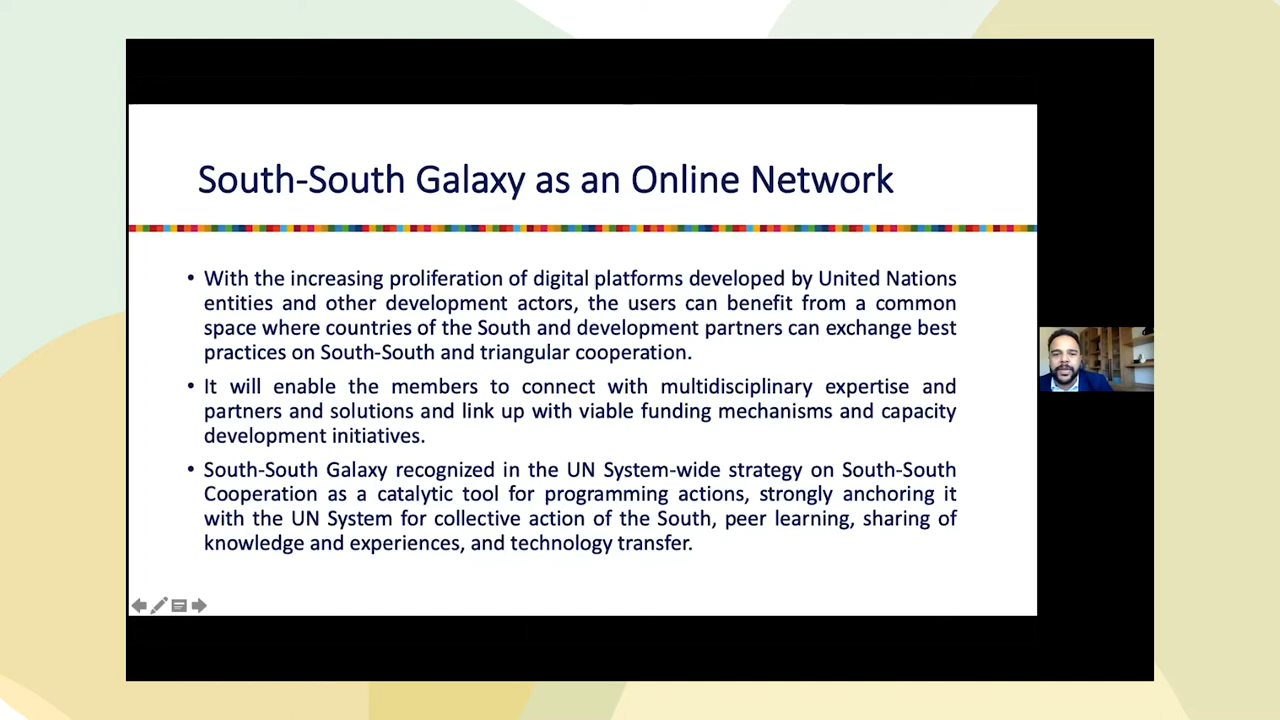 South-South Galaxy as an Online Network
• With the increasing proliferation of digital platforms developed by United Nations
entities and other development actors, the users can benefit from a common
space where countries of the South and development partners can exchange best
practices on South-South and triangular cooperation.
• It will enable the members to connect with multidisciplinary expertise and
partners and solutions and link up with viable funding mechanisms and capacity
development initiatives.
• South-South Galaxy recognized in the UN System-wide strategy on South-South
Cooperation as a catalytic tool for programming actions, strongly anchoring it
with the UN System for collective action of the South, peer learning, sharing of
knowledge and experiences, and technology transfer.